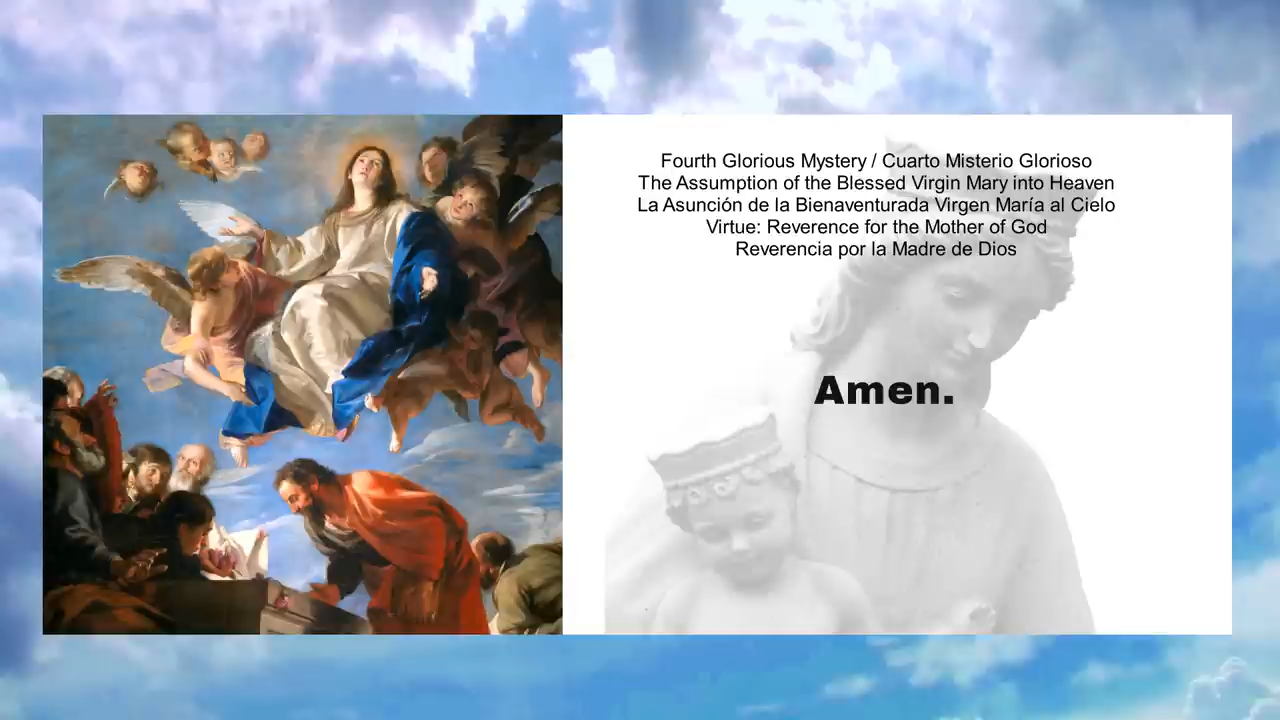 Fourth Glorious Mystery / Cuarto Misterio Glorioso
The Assumption of the Blessed Virgin Mary into Heaven
La Asunción de la Bienaventurada Virgen María al Cielo
Virtue: Reverence for the Mother of God
Reverencia por la Madre de Dios
Amen.